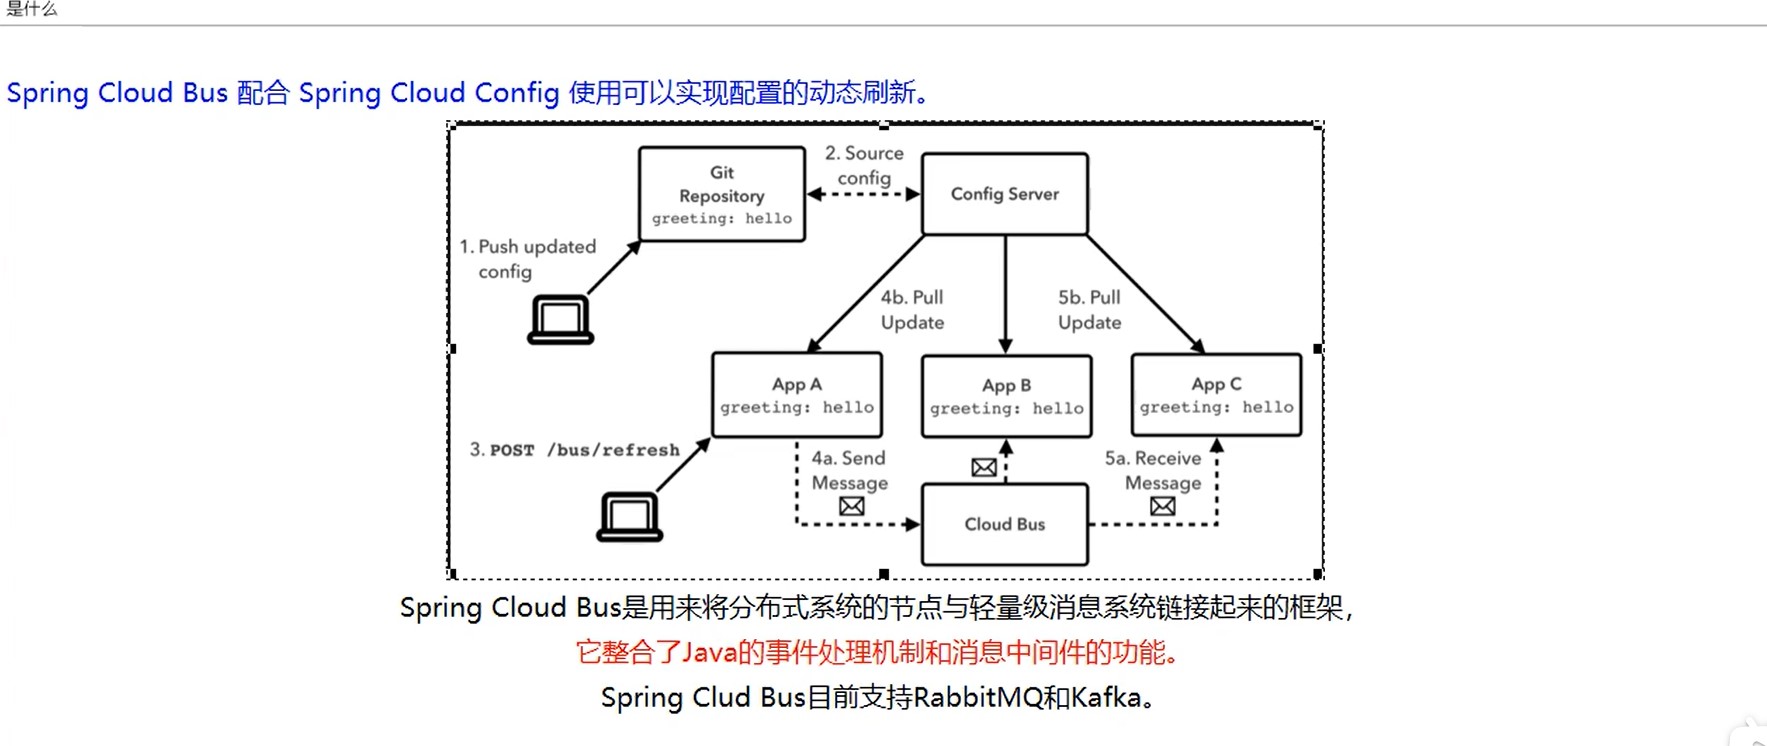 是什么
Spring Cloud Bus 配合 Spring Cloud Config 使用可以实现配置的动态刷新。
Git
Repository
greeting: hello
2. Source
config
Config Server
1. Push updated
config
4b. Pull
Update
5b. Pull
Update
App A
greeting: hello
App B
greeting: hello
App C
greeting: hello
3. POST /bus/refresh
4a. Send
Message
5a. Receive
Message
Cloud Bus
Spring Cloud Bus是用来将分布式系统的节点与轻量级消息系统链接起来的框架，
它整合了Java的事件处理机制和消息中间件的功能。
Spring Clud Bus目前支持RabbitMQ和Kafka。